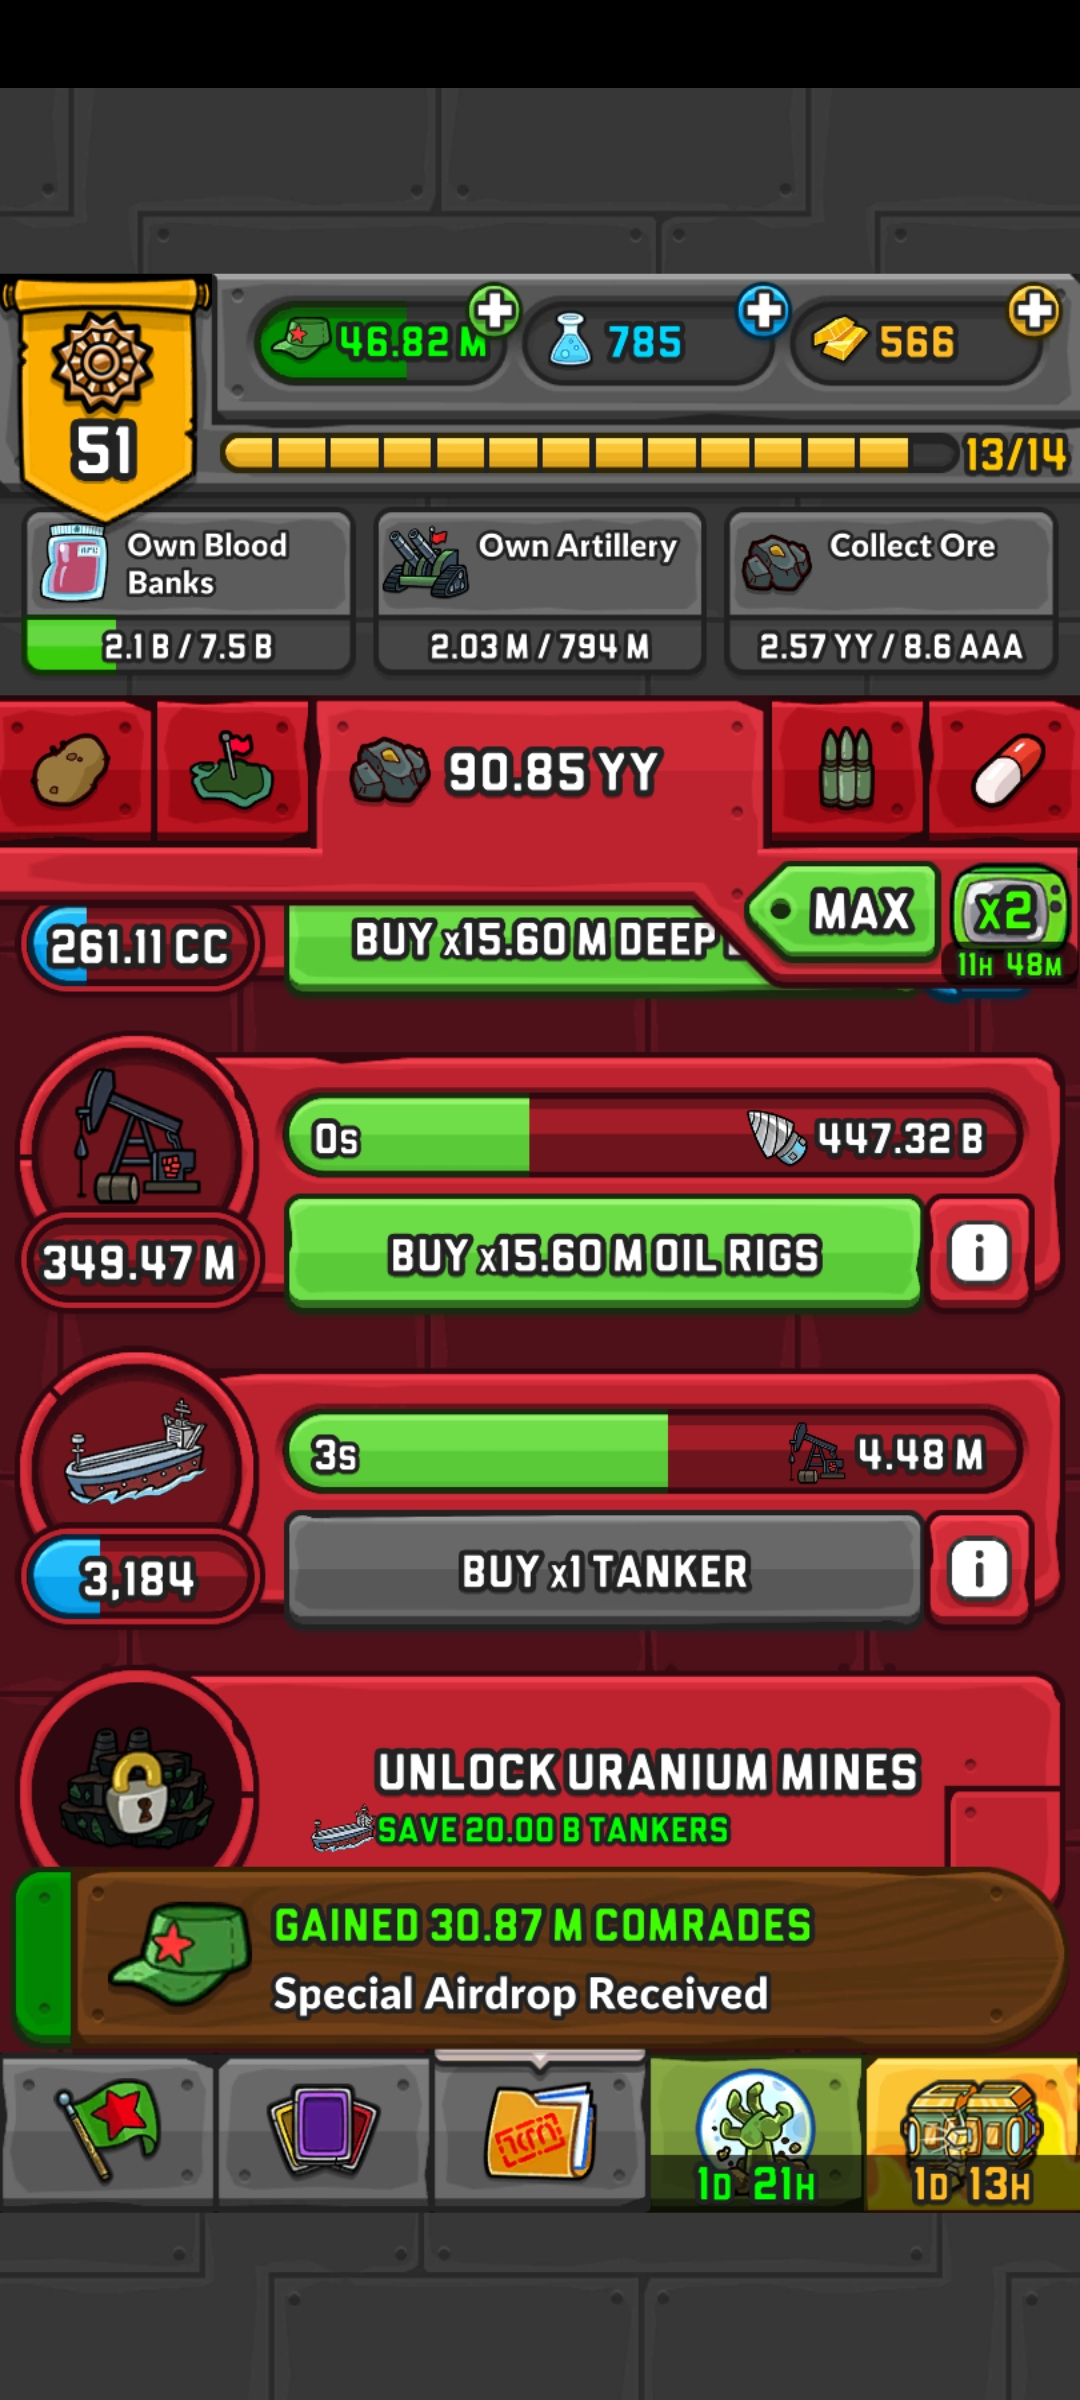 46.82 M
785
566
51
13/14
Own Blood
Banks
Own Artillery
Collect Ore
2.1 B / 7.5 B
2.03 M / 794 M
2.57 YY / 8.6 AAA
90.85 YY
MAX
x2
11H 48M
261.11 CC
BUY x15.60 M DEEP
0s
447.32 B
349.47 M
BUY x15.60 M OIL RIGS
3s
4.48 M
3,184
BUY x1 TANKER
UNLOCK URANIUM MINES
SAVE 20.00 B TANKERS
GAINED 30.87 M COMRADES
Special Airdrop Received
1D 21H
1D 13H